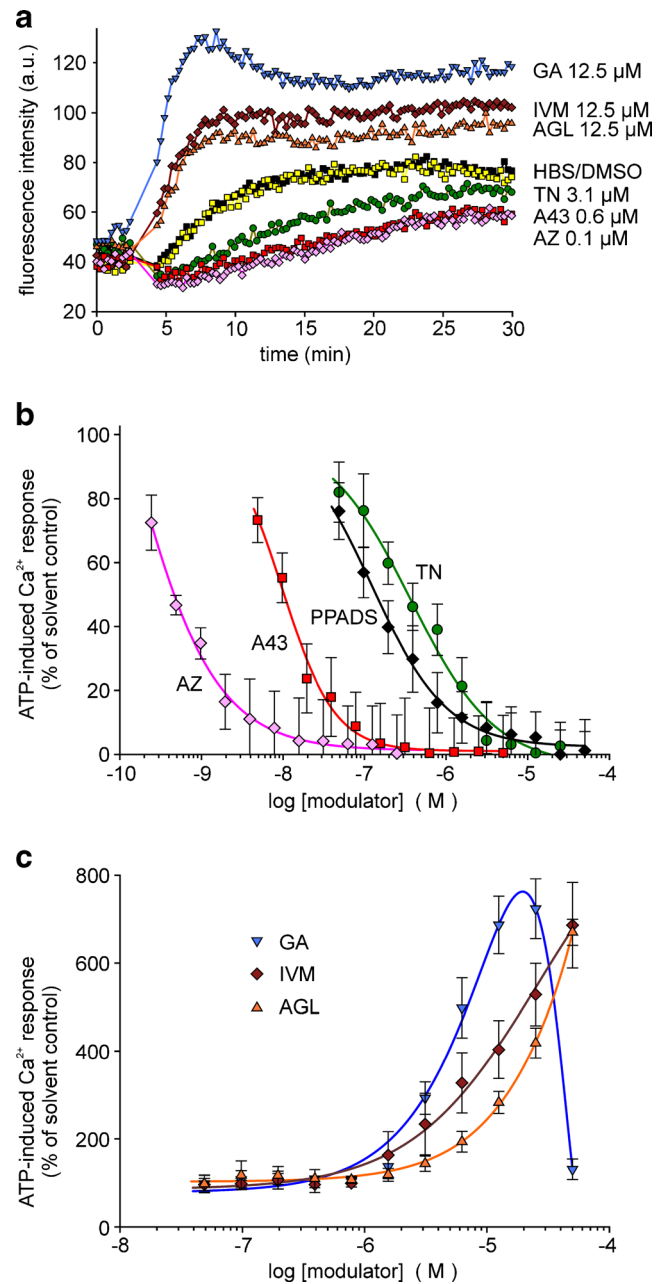 a
fluorescence intensity (a.u.)
120
100
80
60
40
20
0
5
10
15
20
25
30
time (min)
GA 12.5 µM
IVM 12.5 µM
AGL 12.5 µM
HBS/DMSO
TN 3.1 µM
A43 0.6 µM
AZ 0.1 µM
b
ATP-induced Ca²⁺ response
(% of solvent control)
100
80
60
40
20
0
AZ
A43
PPADS
TN
-10
-9
-8
-7
-6
-5
-4
log [modulator] ( M )
c
ATP-induced Ca²⁺ response
(% of solvent control)
800
600
400
200
0
GA
IVM
AGL
-8
-7
-6
-5
-4
log [modulator] ( M )